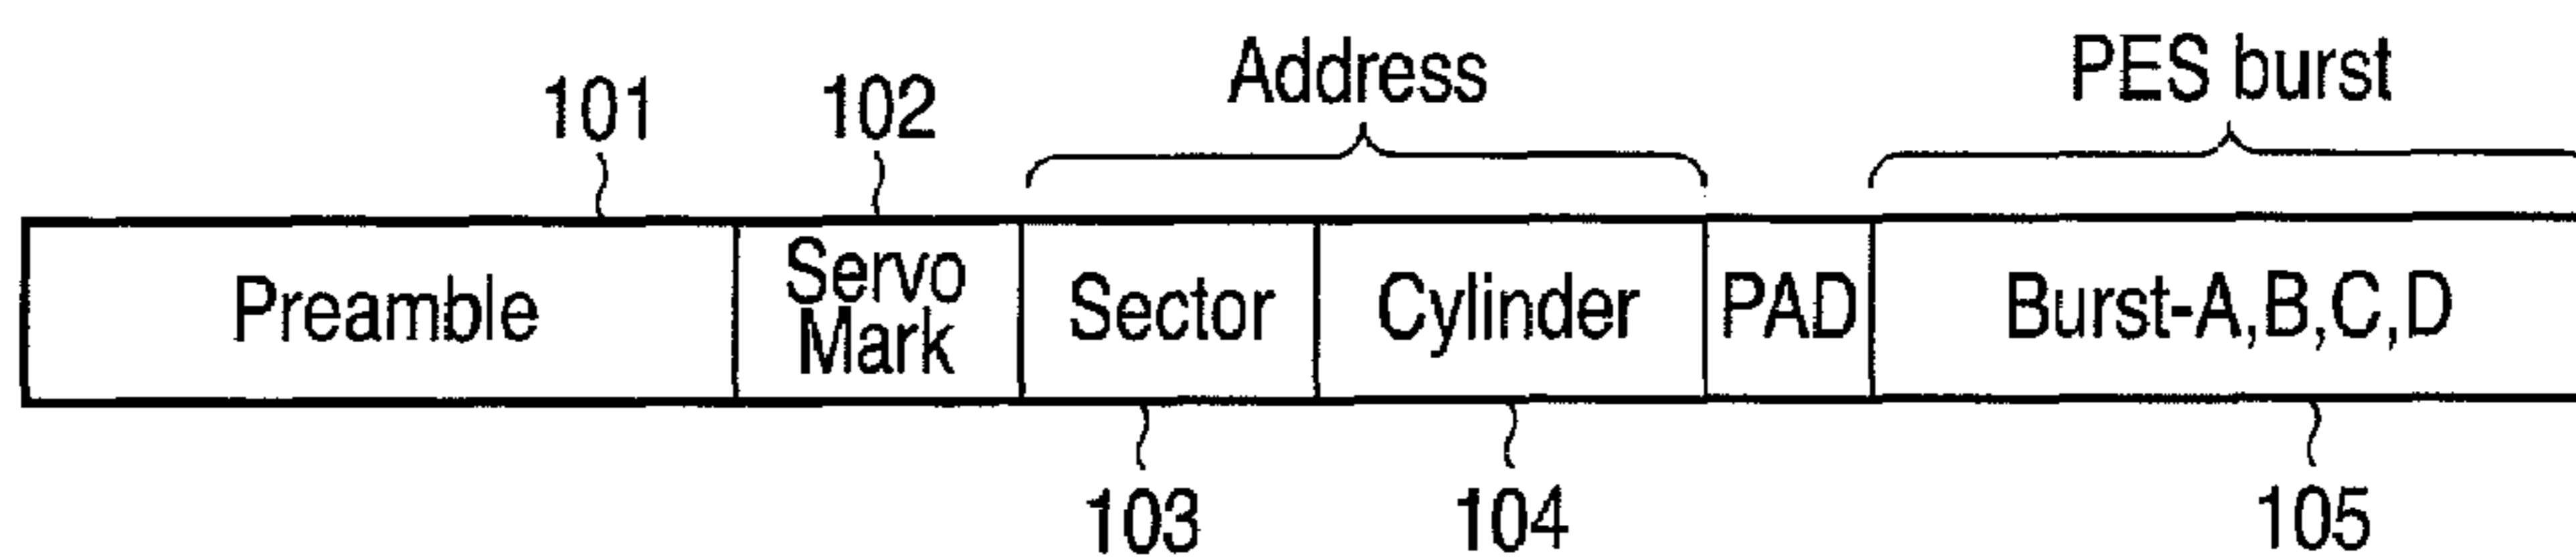 Address
PES burst
101
102
Preamble
Servo
Mark
Sector
Cylinder
PAD
Burst-A,B,C,D
103
104
105